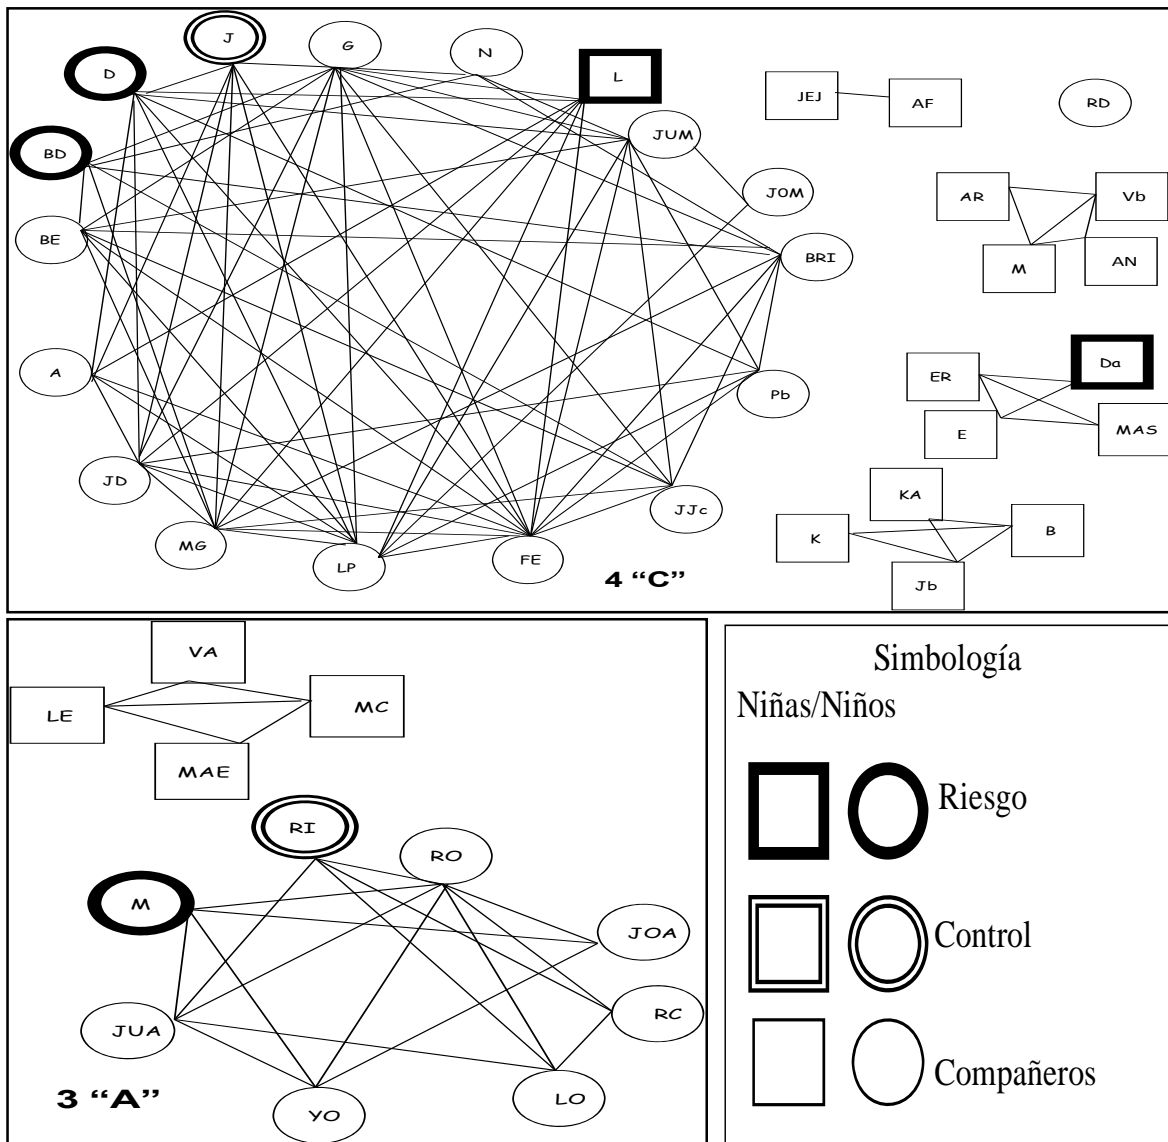 J
G
N
D
L
JEJ
AF
RD
JUM
BD
JOM
AR
Vb
BE
BRI
M
AN
A
Pb
ER
Da
E
MAS
JD
JJc
KA
MG
LP
FE
K
B
Jb
4 “C”
VA
LE
MC
MAE
RI
RO
M
JOA
RC
JUA
LO
YO
3 “A”
Simbología
Niñas/Niños
Riesgo
Control
Compañeros